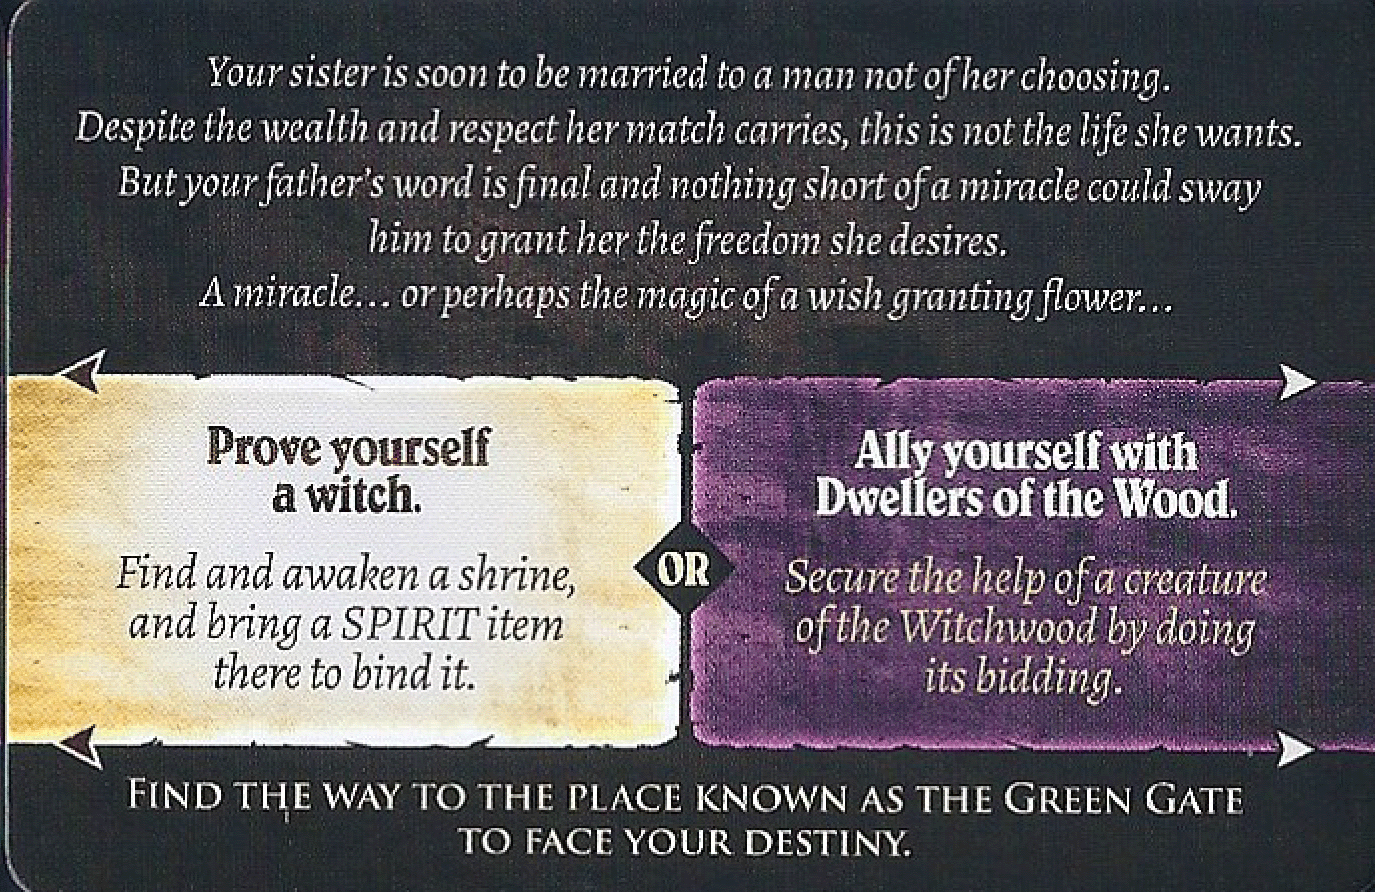 Your sister is soon to be married to a man not of her choosing.
Despite the wealth and respect her match carries, this is not the life she wants.
But your father's word is final and nothing short of a miracle could sway
him to grant her the freedom she desires.
A miracle... or perhaps the magic of a wish granting flower...
Prove yourself
a witch.
Find and awaken a shrine,
and bring a SPIRIT item
there to bind it.
OR
Ally yourself with
Dwellers of the Wood.
Secure the help of a creature
of the Witchwood by doing
its bidding.
FIND THE WAY TO THE PLACE KNOWN AS THE GREEN GATE
TO FACE YOUR DESTINY.